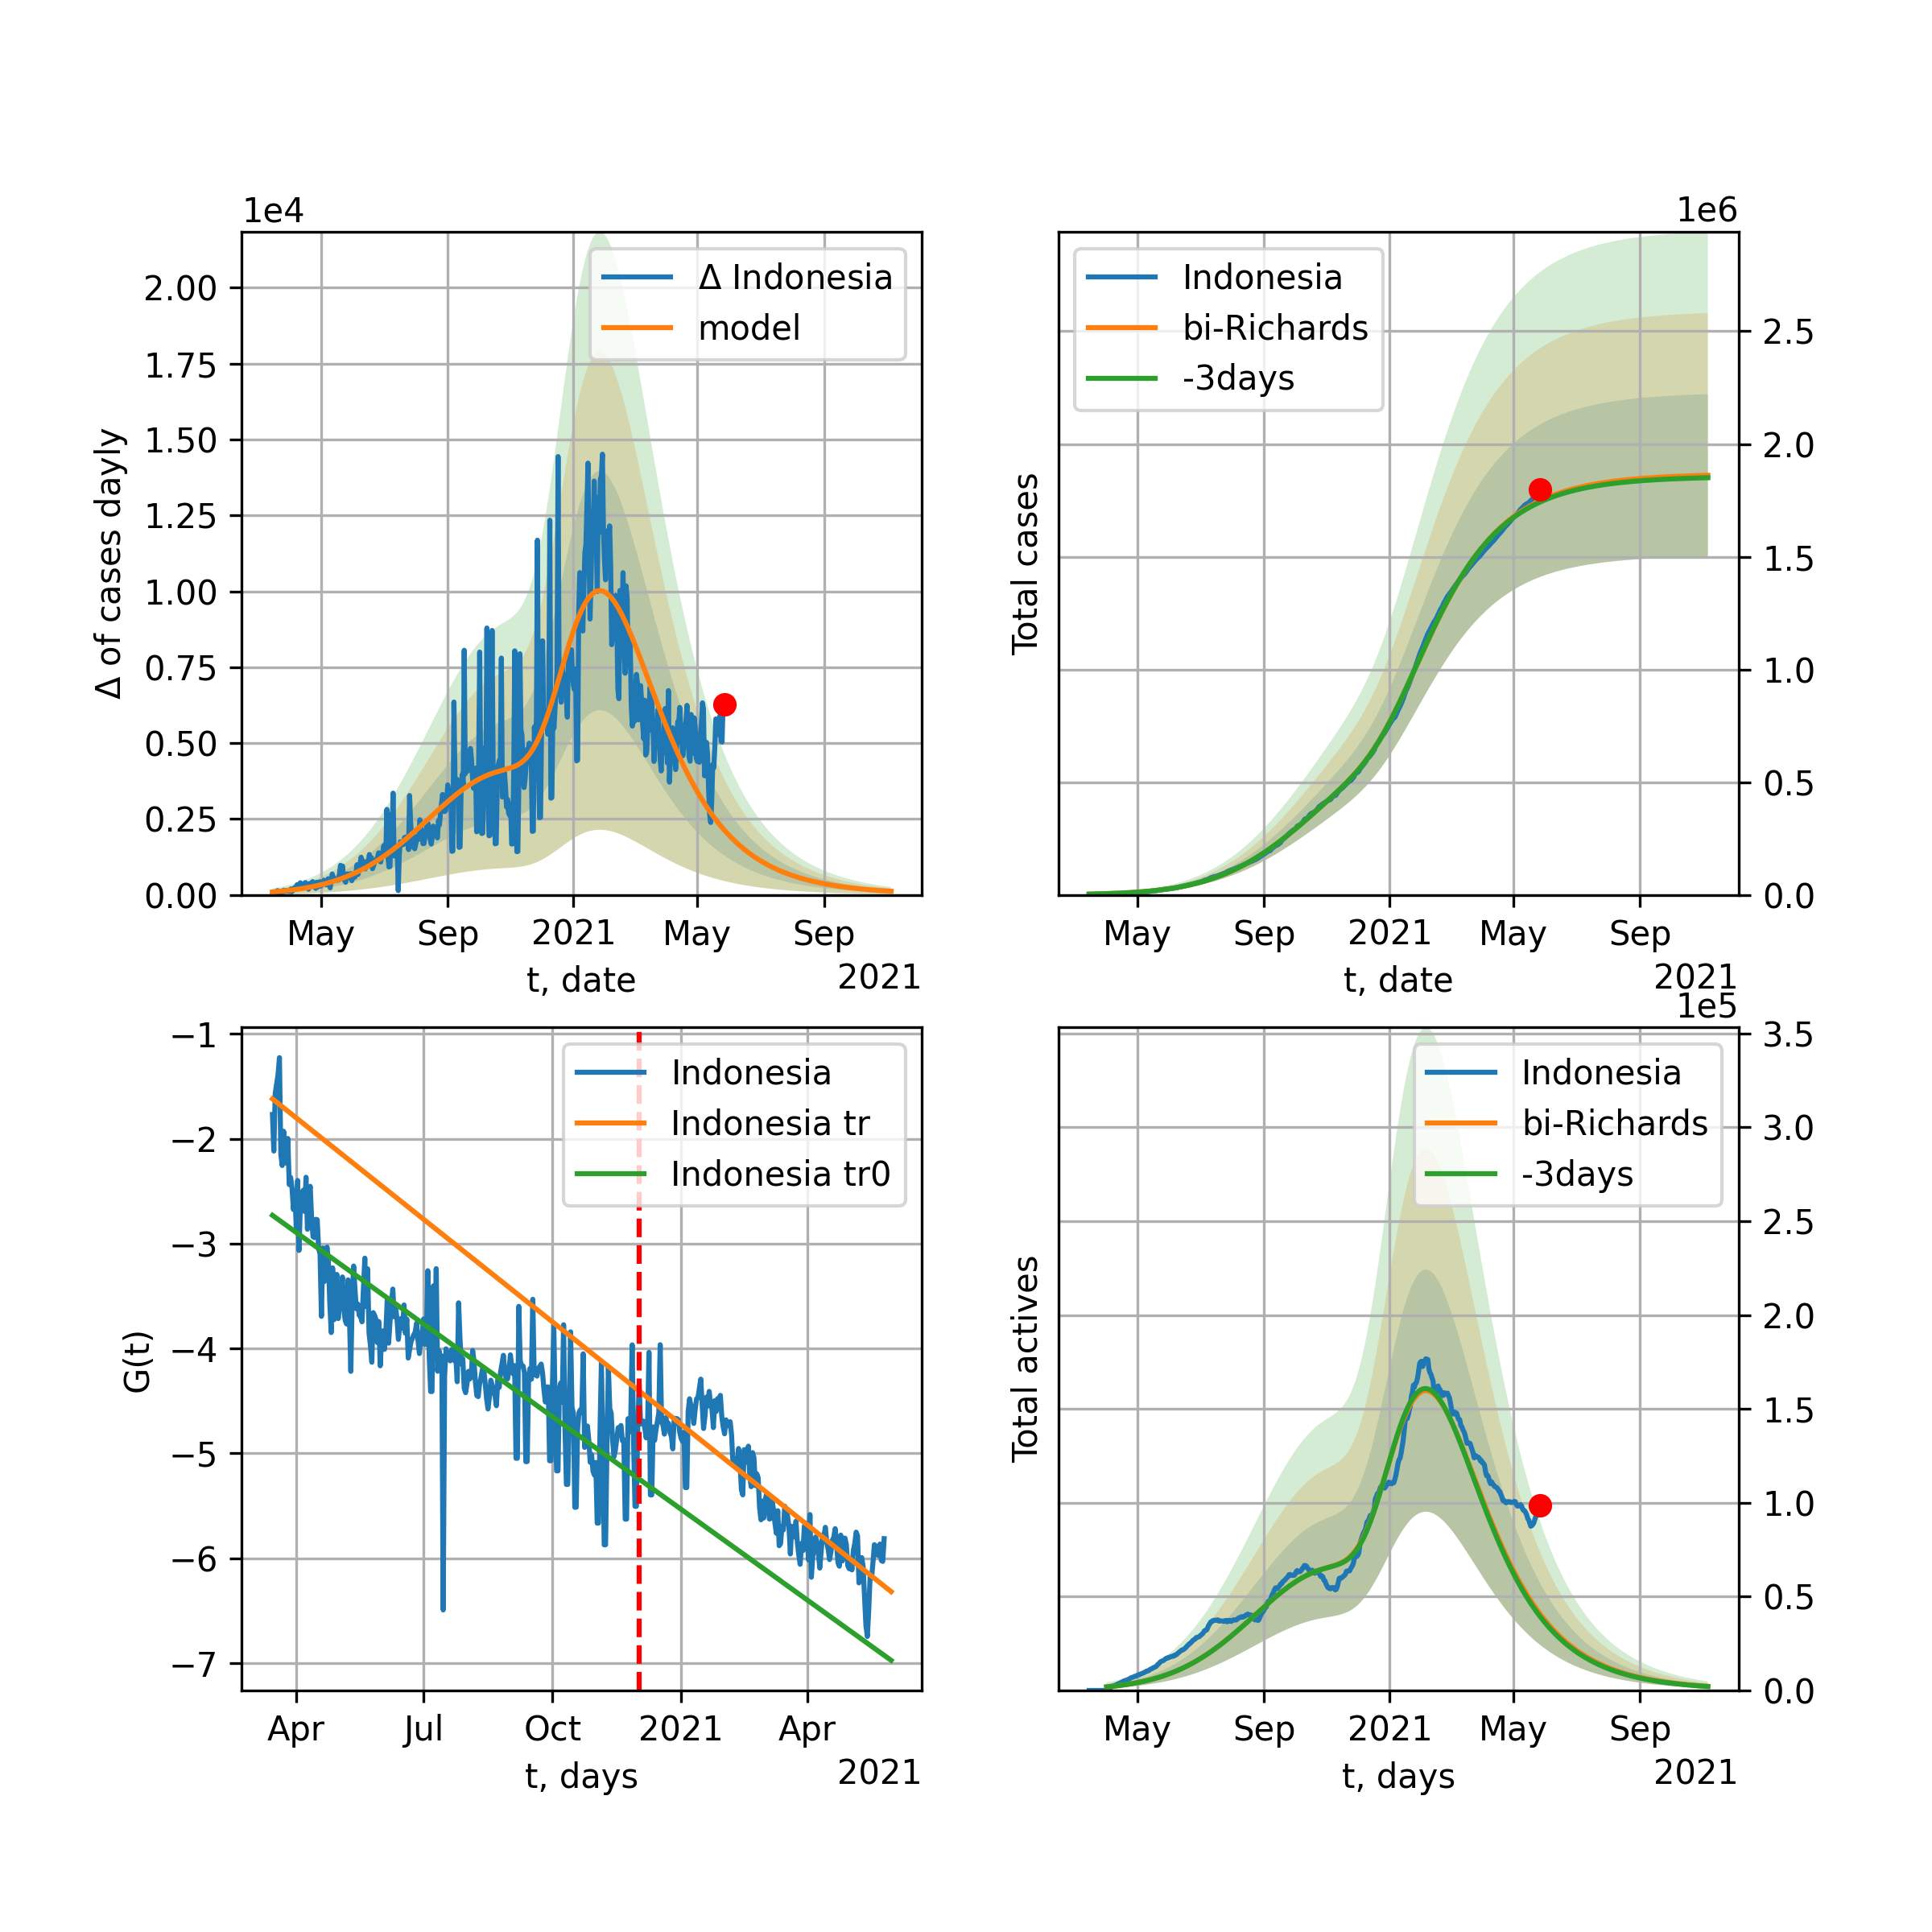 1e4
Δ of cases dayly
2.00
1.75
1.50
1.25
1.00
0.75
0.50
0.25
0.00
Δ Indonesia
model
May Sep 2021 May Sep
t, date
2021
1e6
Total cases
Indonesia
bi-Richards
-3days
2.5
2.0
1.5
1.0
0.5
0.0
May Sep 2021 May Sep
t, date
2021
G(t)
−1
−2
−3
−4
−5
−6
−7
Indonesia
Indonesia tr
Indonesia tr0
Apr Jul Oct 2021 Apr
t, days
2021
1e5
Total actives
Indonesia
bi-Richards
-3days
3.5
3.0
2.5
2.0
1.5
1.0
0.5
0.0
May Sep 2021 May Sep
t, days
2021